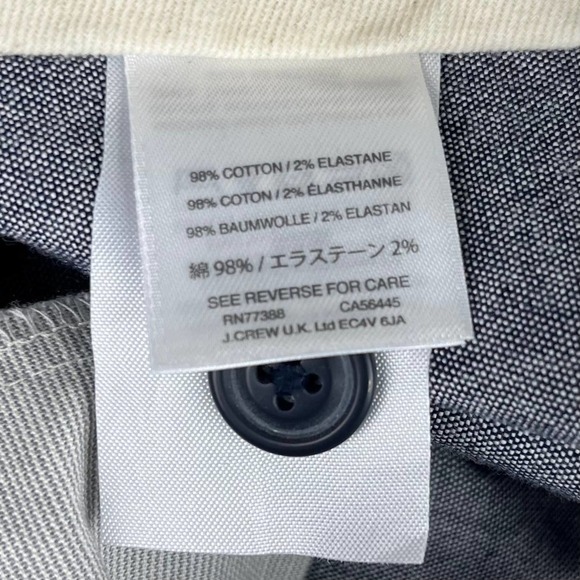 98% COTTON / 2% ELASTANE
98% COTON / 2% ÉLASTHANNE
98% BAUMWOLLE / 2% ELASTAN
綿 98% / エラステーン 2%
SEE REVERSE FOR CARE
RN77388 CA56445
J.CREW U.K. Ltd EC4V 6JA